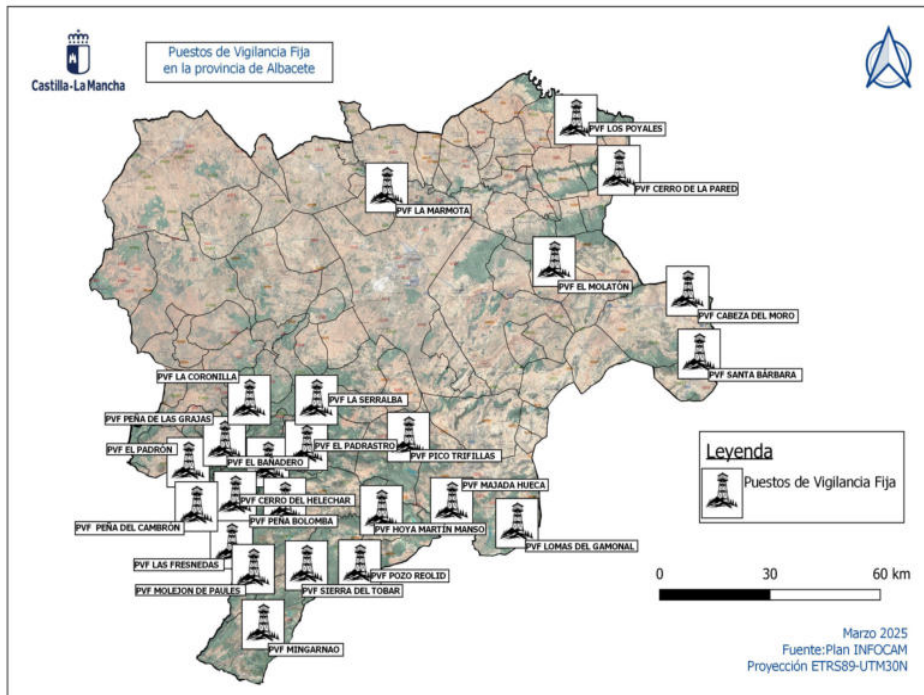 Castilla-La Mancha
Puestos de Vigilancia Fija
en la provincia de Albacete
PVF LOS POYALES
PVF CERRO DE LA PARED
PVF LA MARMOTA
PVF EL MOLATÓN
PVF CABEZA DEL MORO
PVF SANTA BÁRBARA
PVF LA CORONILLA
PVF LA SERRALBA
PVF PEÑA DE LAS GRAJAS
PVF EL PADRÓN
PVF EL PADRASTRO
PVF PICO TRIFILLAS
PVF EL BAÑADERO
PVF MAJADA HUECA
PVF CERRO DEL HELECHAR
PVF PEÑA DEL CAMBRÓN
PVF PEÑA BOLOMBA
PVF HOYA MARTÍN MANSO
PVF LOMAS DEL GAMONAL
PVF LAS FRESNEDAS
PVF POZO REOLID
PVF MOLEJON DE PAULES
PVF SIERRA DEL TOBAR
PVF MINGARNAO
Leyenda
Puestos de Vigilancia Fija
0 30 60 km
Marzo 2025
Fuente:Plan INFOCAM
Proyección ETRS89-UTM30N